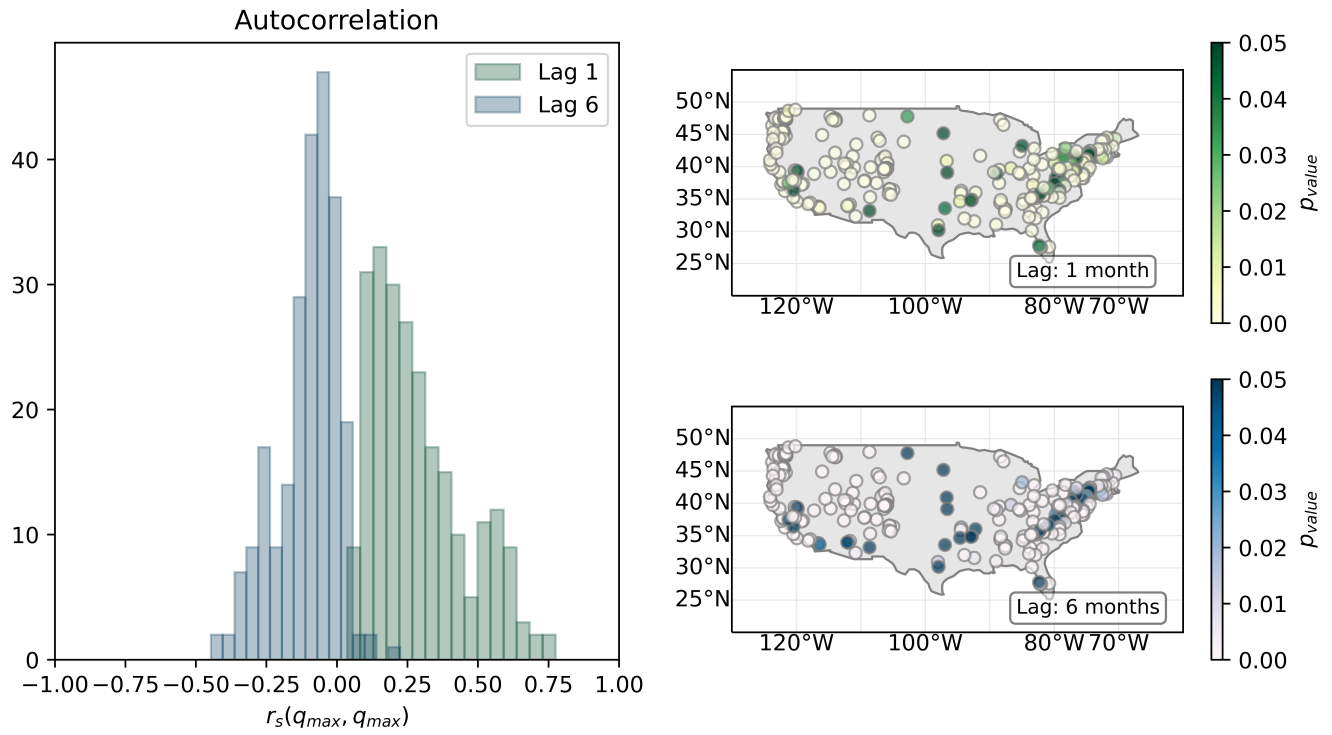 Autocorrelation
Lag 1
Lag 6
40
30
20
10
0
−1.00 −0.75 −0.50 −0.25 0.00 0.25 0.50 0.75 1.00
r_s(q_max, q_max)
50°N
45°N
40°N
35°N
30°N
25°N
120°W 100°W 80°W 70°W
Lag: 1 month
0.05
0.04
0.03
0.02
0.01
0.00
p_value
50°N
45°N
40°N
35°N
30°N
25°N
120°W 100°W 80°W 70°W
Lag: 6 months
0.05
0.04
0.03
0.02
0.01
0.00
p_value